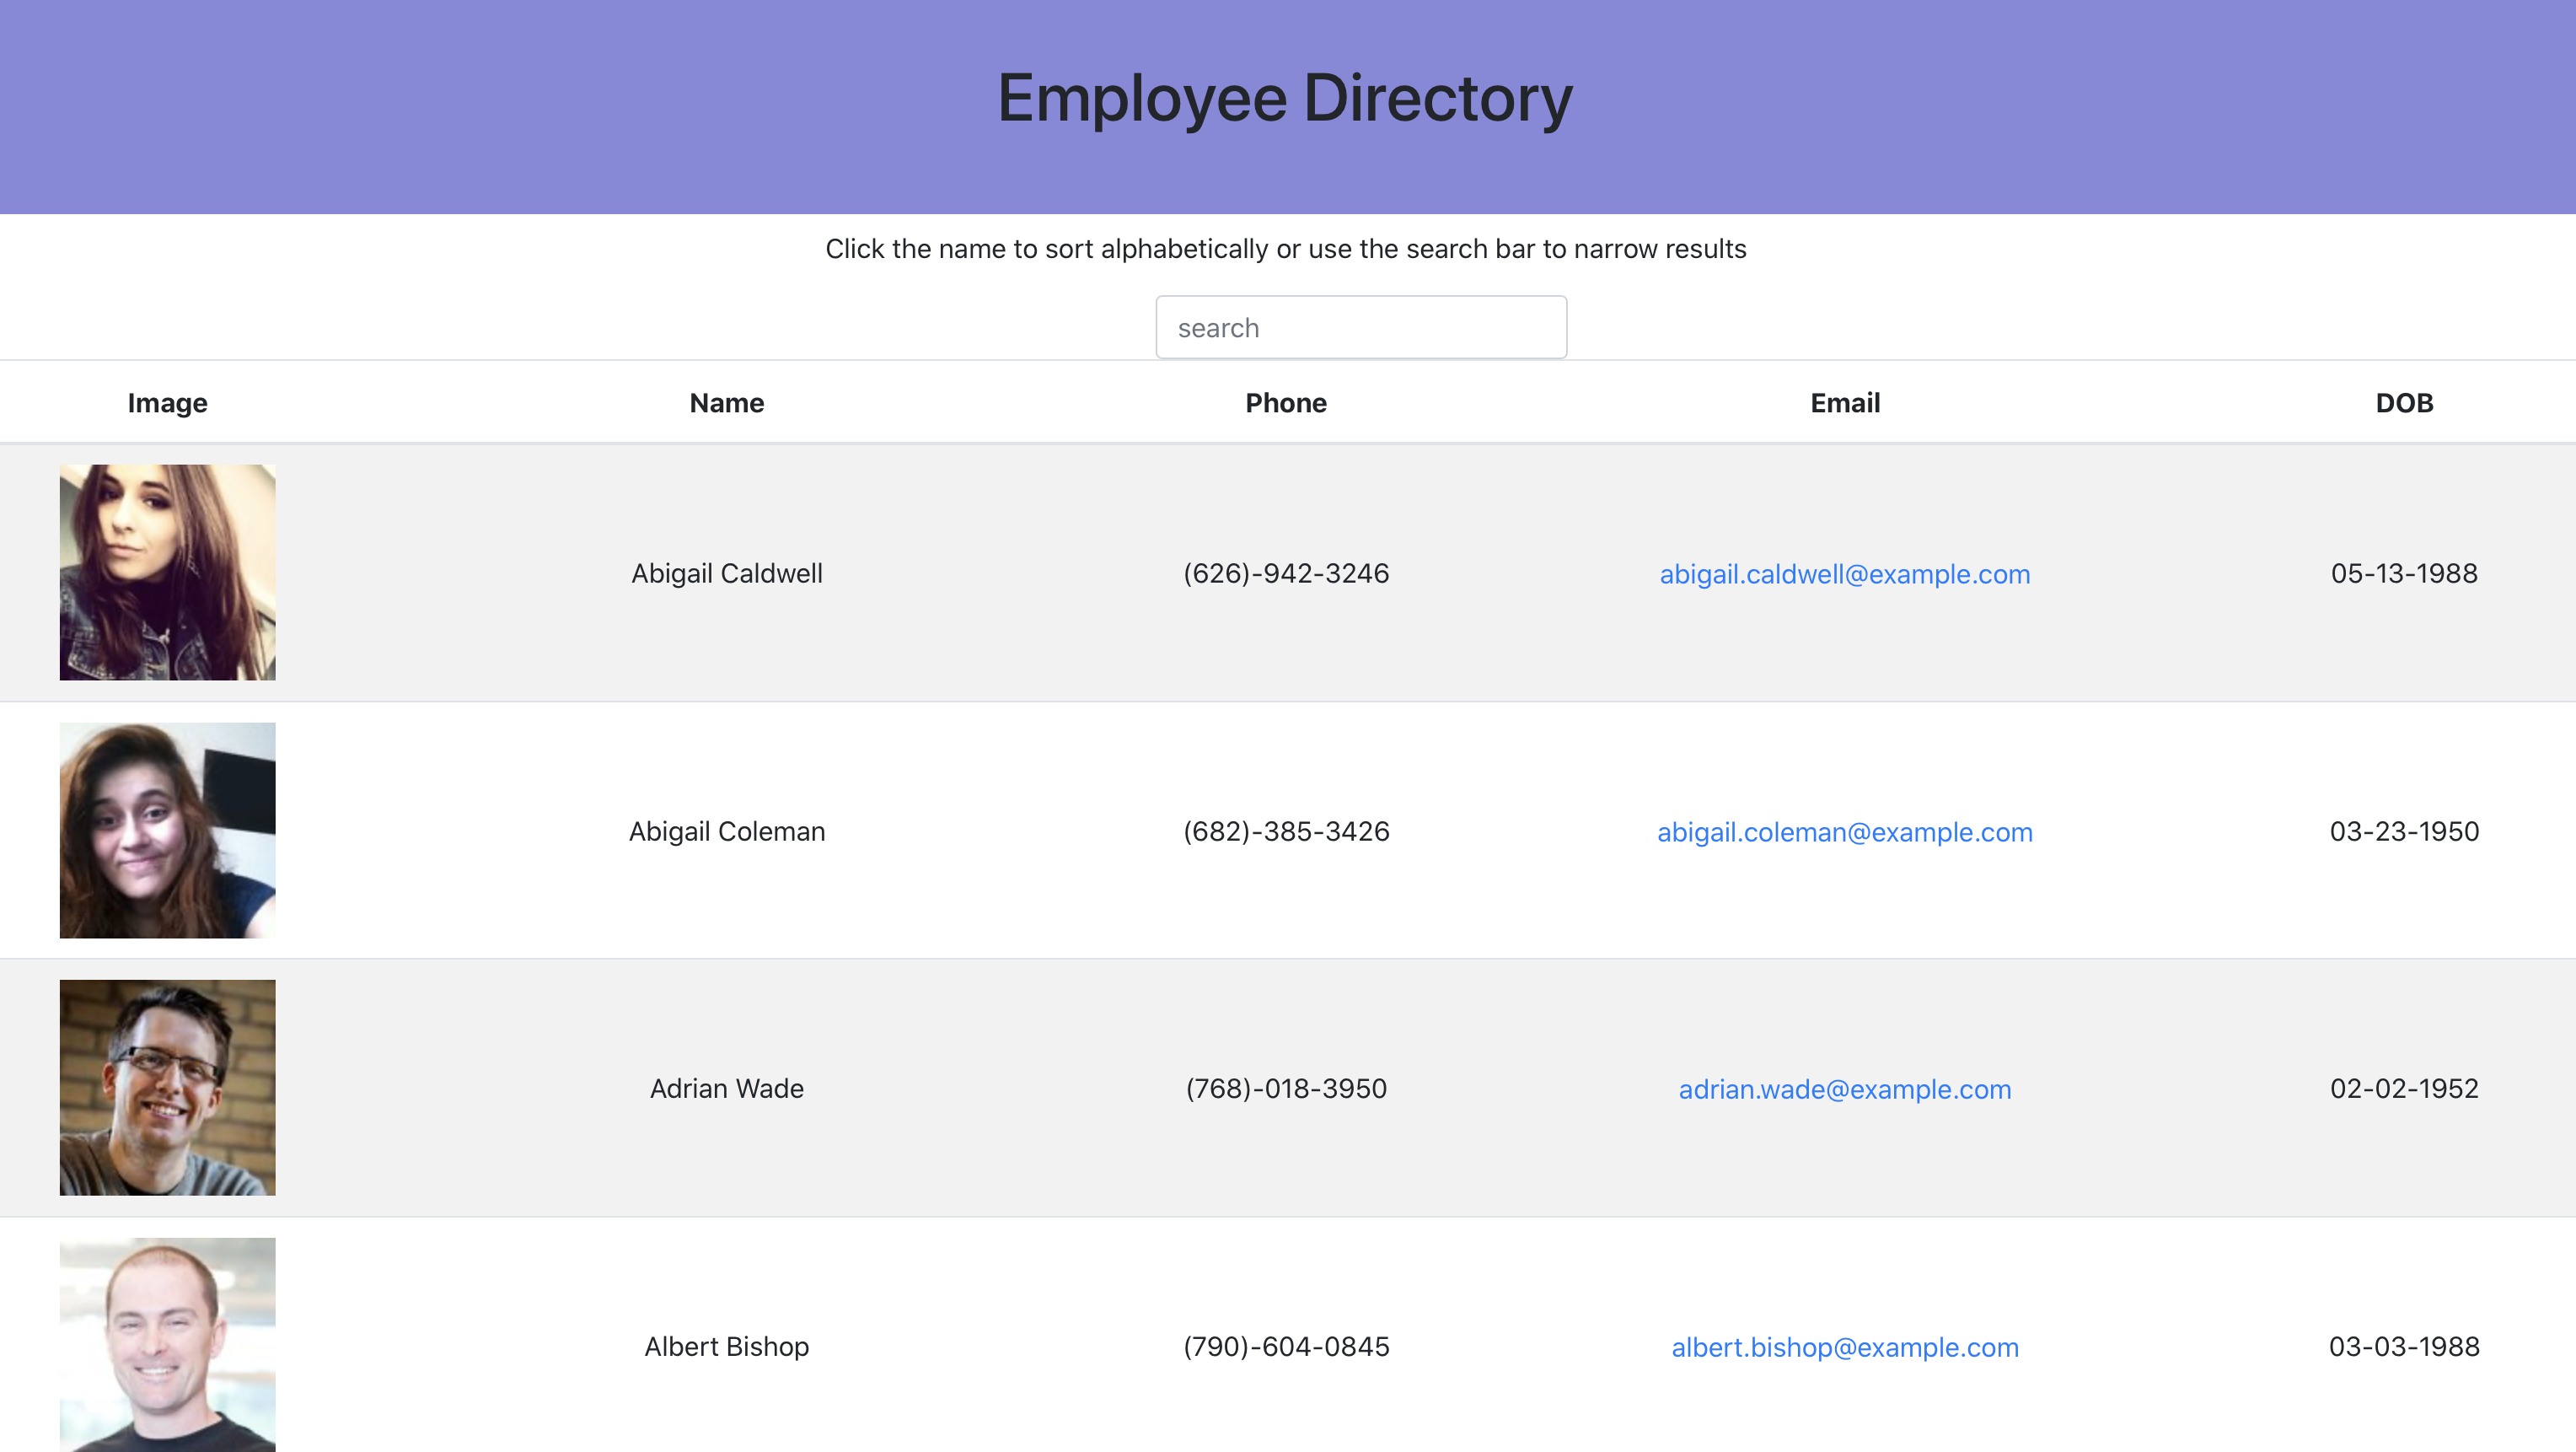 Employee Directory
Click the name to sort alphabetically or use the search bar to narrow results
search
Image Name Phone Email DOB
Abigail Caldwell (626)-942-3246 abigail.caldwell@example.com 05-13-1988
Abigail Coleman (682)-385-3426 abigail.coleman@example.com 03-23-1950
Adrian Wade (768)-018-3950 adrian.wade@example.com 02-02-1952
Albert Bishop (790)-604-0845 albert.bishop@example.com 03-03-1988